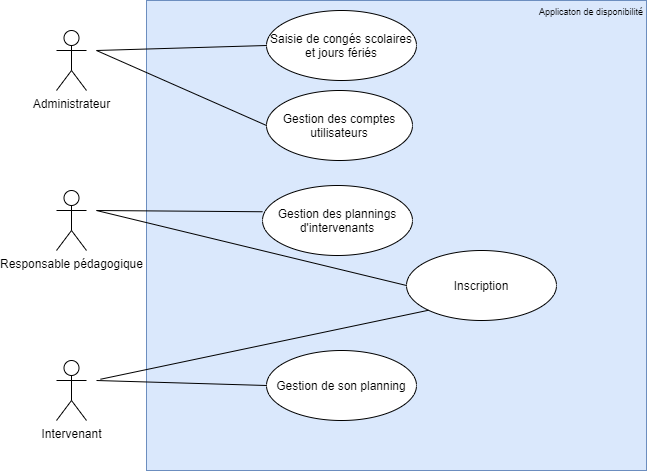 Applicaton de disponibilité
Saisie de congés scolaires
et jours fériés
Administrateur
Gestion des comptes
utilisateurs
Gestion des plannings
d'intervenants
Responsable pédagogique
Inscription
Gestion de son planning
Intervenant